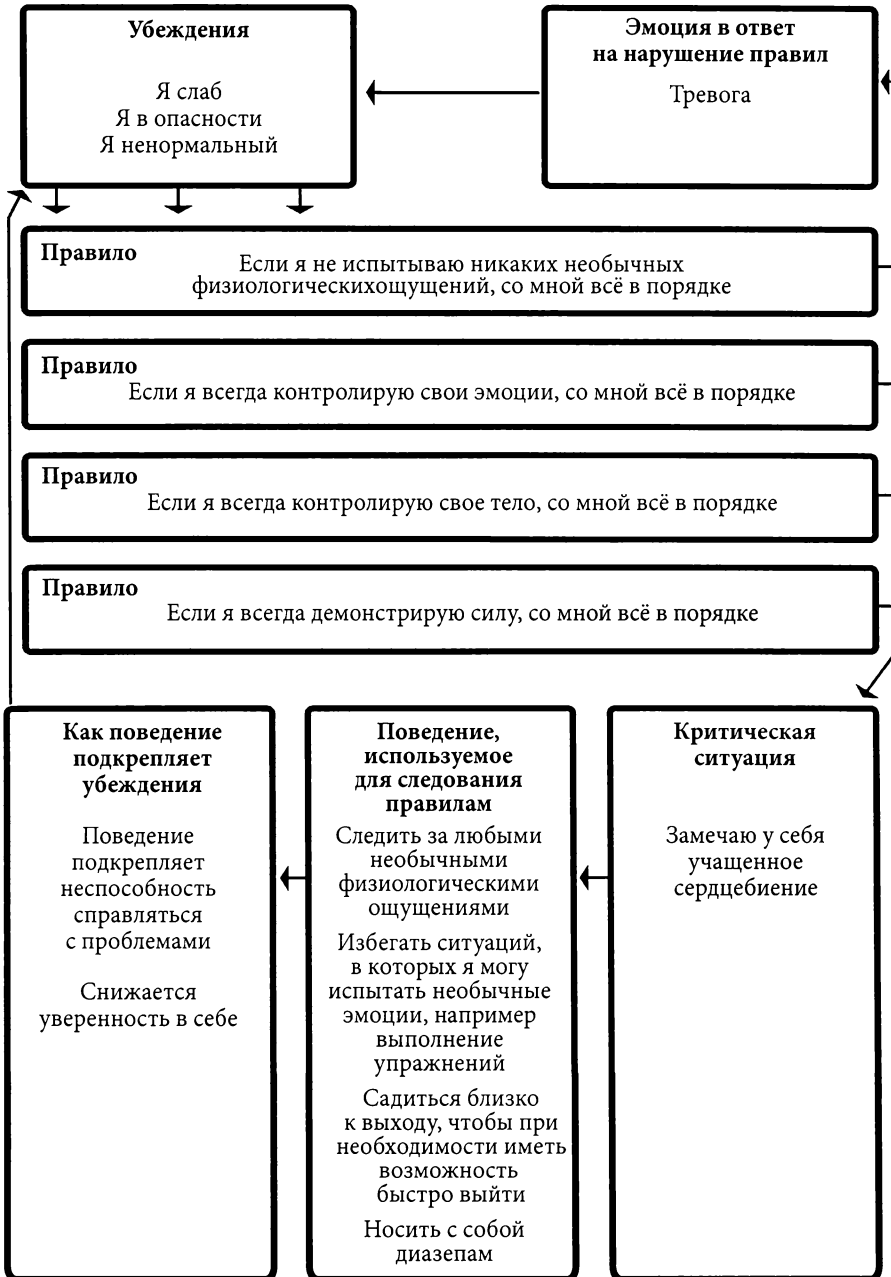 Убеждения
Я слаб
Я в опасности
Я ненормальный
Эмоция в ответ
на нарушение правил
Тревога
Правило
Если я не испытываю никаких необычных
физиологическихощущений, со мной всё в порядке
Правило
Если я всегда контролирую свои эмоции, со мной всё в порядке
Правило
Если я всегда контролирую свое тело, со мной всё в порядке
Правило
Если я всегда демонстрирую силу, со мной всё в порядке
Как поведение
подкрепляет
убеждения
Поведение
подкрепляет
неспособность
справляться
с проблемами
Снижается
уверенность в себе
Поведение,
используемое
для следования
правилам
Следить за любыми
необычными
физиологическими
ощущениями
Избегать ситуаций,
в которых я могу
испытать необычные
эмоции, например
выполнение
упражнений
Садиться близко
к выходу, чтобы при
необходимости иметь
возможность
быстро выйти
Носить с собой
диазепам
Критическая
ситуация
Замечаю у себя
учащенное
сердцебиение